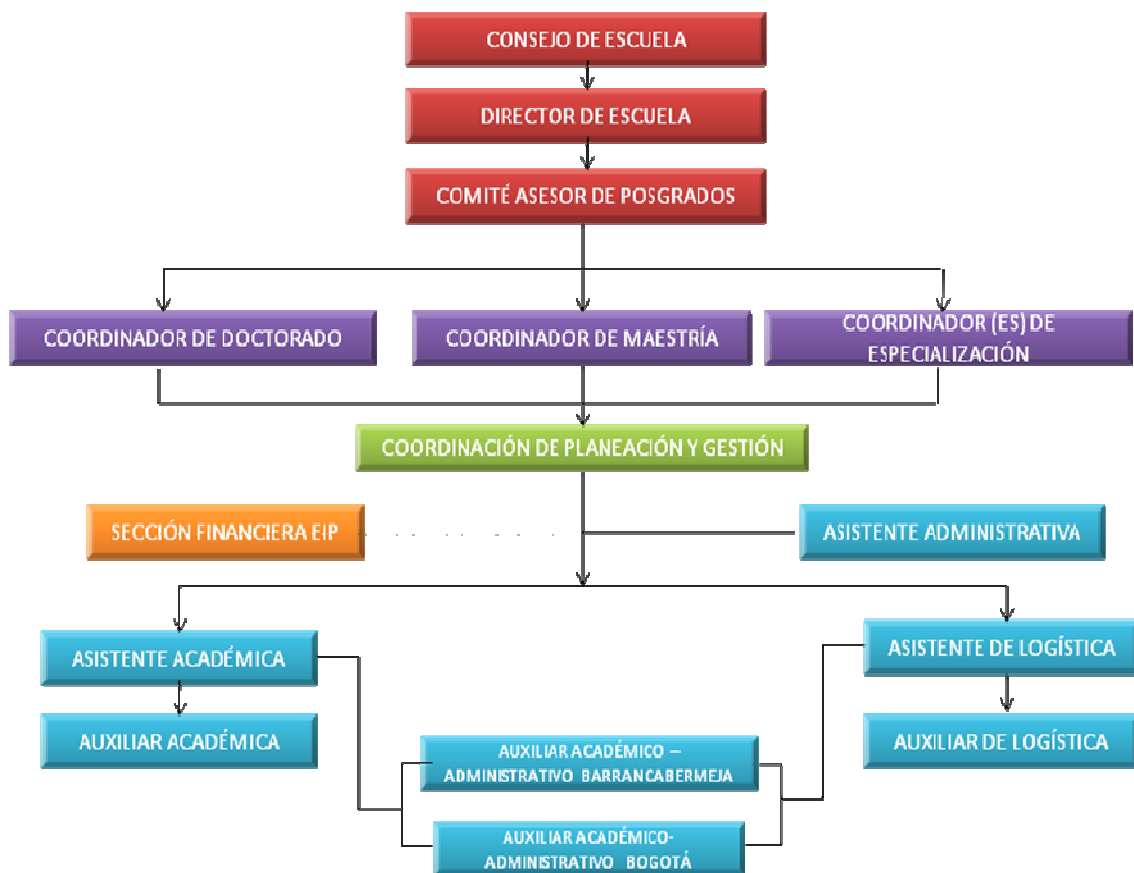 CONSEJO DE ESCUELA
DIRECTOR DE ESCUELA
COMITÉ ASESOR DE POSGRADOS
COORDINADOR DE DOCTORADO
COORDINADOR DE MAESTRÍA
COORDINADOR (ES) DE
ESPECIALIZACIÓN
COORDINACIÓN DE PLANEACIÓN Y GESTIÓN
SECCIÓN FINANCIERA EIP
ASISTENTE ADMINISTRATIVA
ASISTENTE ACADÉMICA
ASISTENTE DE LOGÍSTICA
AUXILIAR ACADÉMICA
AUXILIAR DE LOGÍSTICA
AUXILIAR ACADÉMICO –
ADMINISTRATIVO BARRANCABERMEJA
AUXILIAR ACADÉMICO-
ADMINISTRATIVO BOGOTÁ